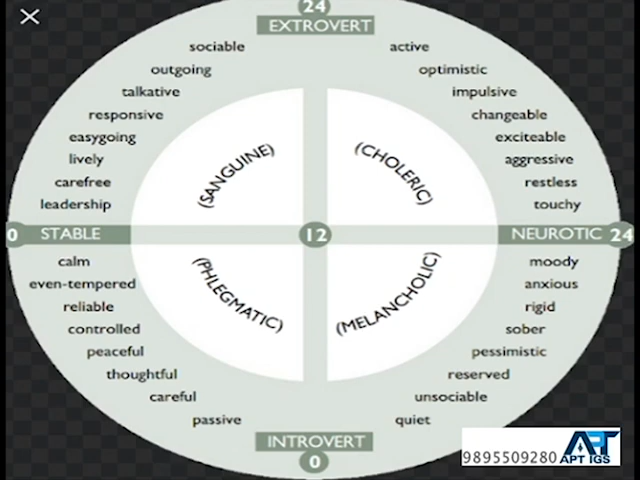 24
EXTROVERT
sociable
outgoing
talkative
responsive
easygoing
lively
carefree
leadership
active
optimistic
impulsive
changeable
exciteable
aggressive
restless
touchy
(SANGUINE)
(CHOLERIC)
0 STABLE
12
NEUROTIC 24
(PHLEGMATIC)
(MELANCHOLIC)
calm
even-tempered
reliable
controlled
peaceful
thoughtful
careful
passive
moody
anxious
rigid
sober
pessimistic
reserved
unsociable
quiet
INTROVERT
0
9895509280
APT
APT IGS